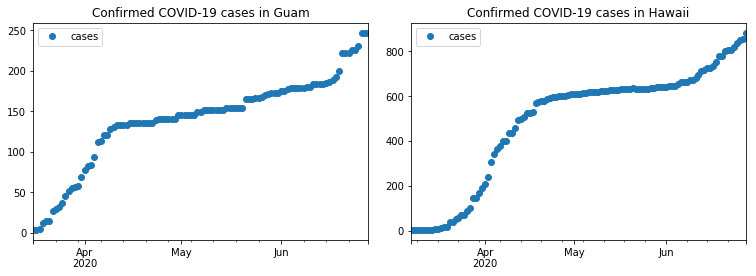 Confirmed COVID-19 cases in Guam
cases
250
200
150
100
50
0
Apr
2020
May
Jun
Confirmed COVID-19 cases in Hawaii
cases
800
600
400
200
0
Apr
2020
May
Jun